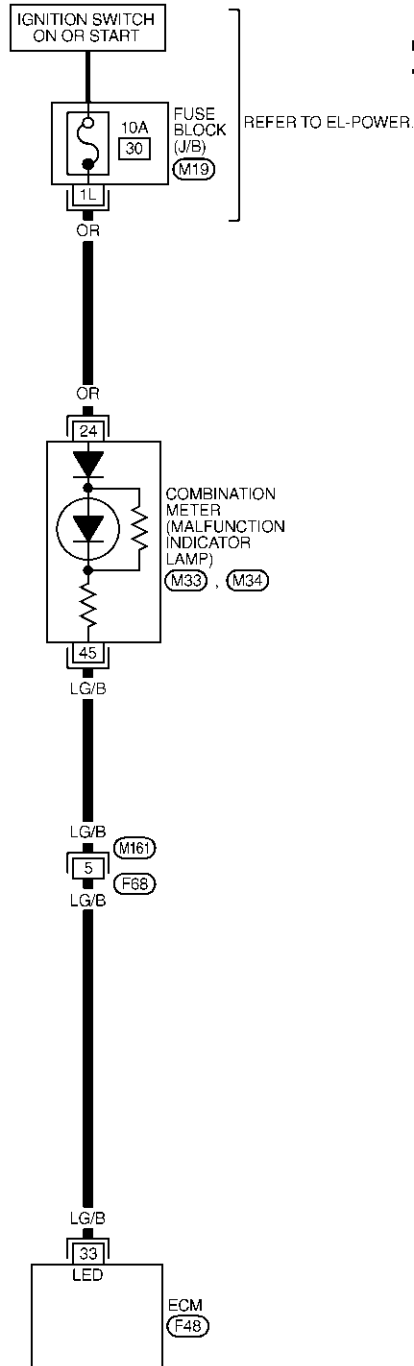 IGNITION SWITCH
ON OR START
10A
30
FUSE
BLOCK
(J/B)
M19
REFER TO EL-POWER.
1L
OR
OR
24
COMBINATION
METER
(MALFUNCTION
INDICATOR
LAMP)
M33 , M34
45
LG/B
LG/B
M161
5
F68
LG/B
LG/B
33
LED
ECM
F48